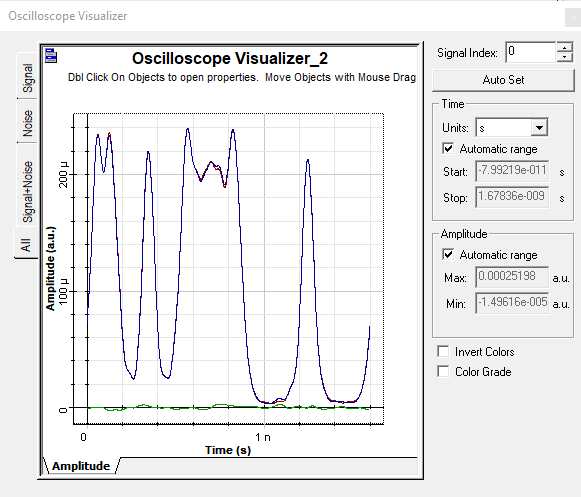 Oscilloscope Visualizer
Signal
Noise
Signal+Noise
All
Oscilloscope Visualizer_2
Dbl Click On Objects to open properties. Move Objects with Mouse Drag
Amplitude (a.u.)
200 µ
100 µ
0
0
1 n
Time (s)
Amplitude
Signal Index: 0
Auto Set
Time
Units: s
Automatic range
Start: -7.99219e-011 s
Stop: 1.67836e-009 s
Amplitude
Automatic range
Max: 0.00025198 a.u.
Min: -1.49616e-005 a.u.
Invert Colors
Color Grade